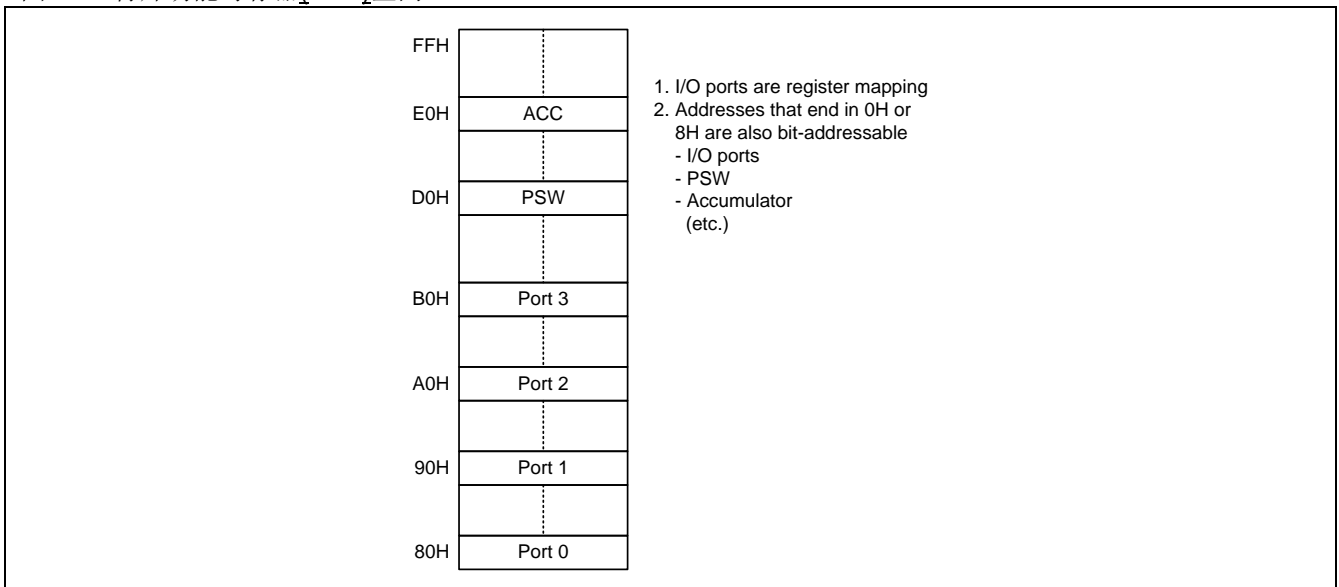 FFH
E0H ACC
D0H PSW
B0H Port 3
A0H Port 2
90H Port 1
80H Port 0
1. I/O ports are register mapping
2. Addresses that end in 0H or
8H are also bit-addressable
- I/O ports
- PSW
- Accumulator
(etc.)